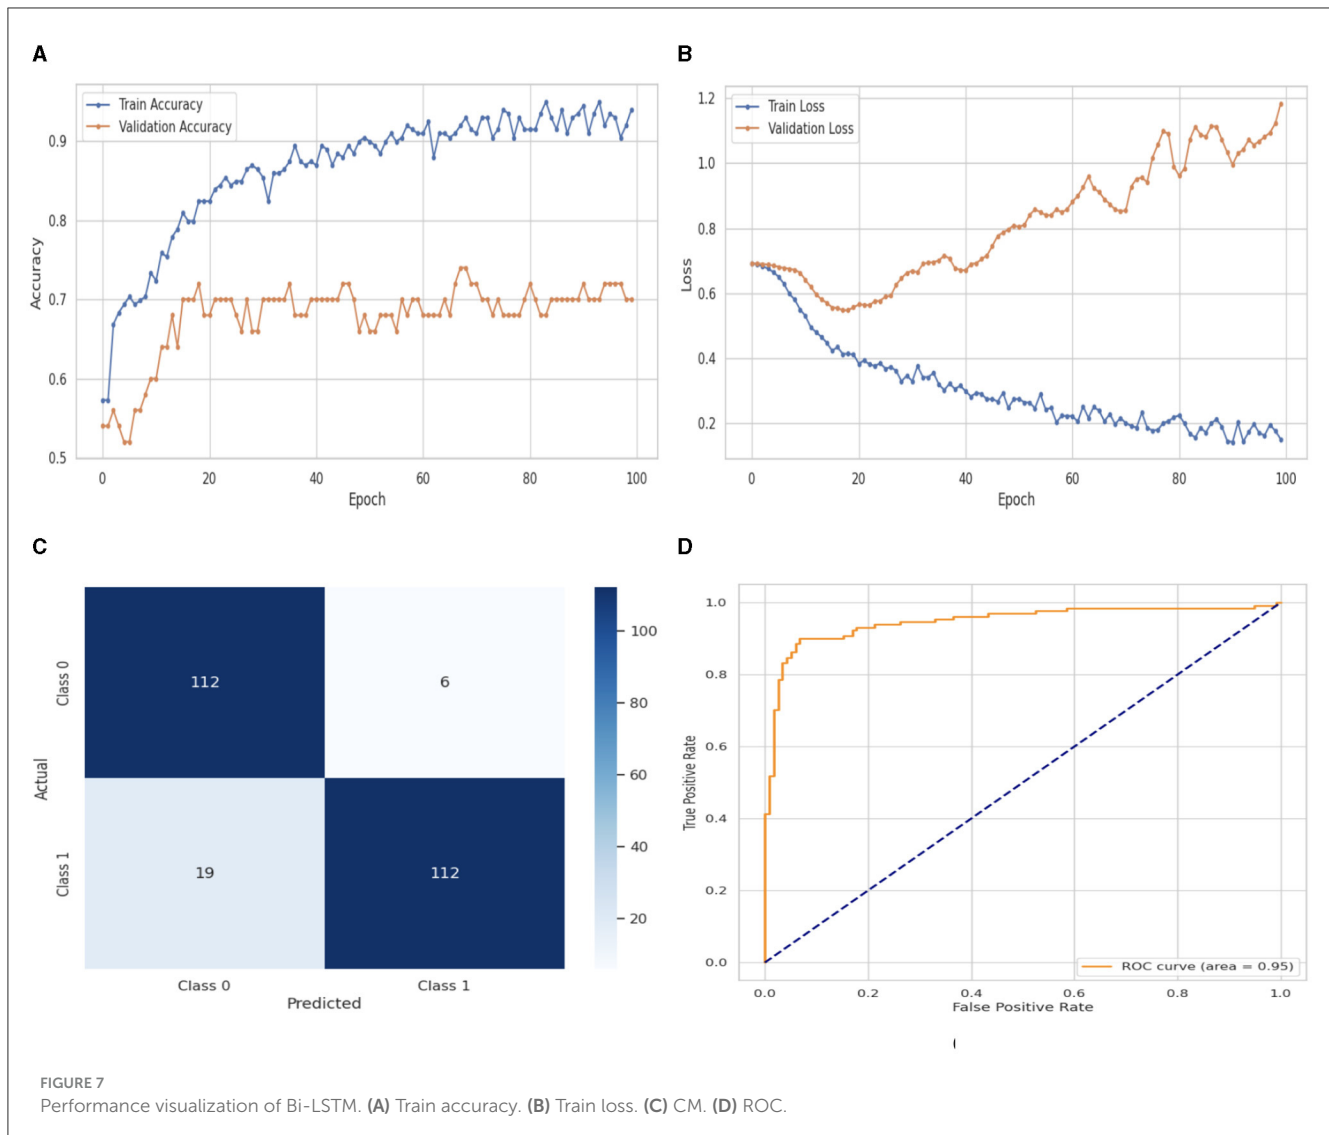 A
Train Accuracy
Validation Accuracy
0.9
0.8
0.7
0.6
0.5
Accuracy
0 20 40 60 80 100
Epoch
B
Train Loss
Validation Loss
1.2
1.0
0.8
0.6
0.4
0.2
Loss
0 20 40 60 80 100
Epoch
C
112 6
19 112
Class 0
Class 1
Actual
Class 0 Class 1
Predicted
100
80
60
40
20
D
1.0
0.8
0.6
0.4
0.2
0.0
True Positive Rate
ROC curve (area = 0.95)
0.0 0.2 0.4 0.6 0.8 1.0
False Positive Rate
FIGURE 7
Performance visualization of Bi-LSTM. (A) Train accuracy. (B) Train loss. (C) CM. (D) ROC.